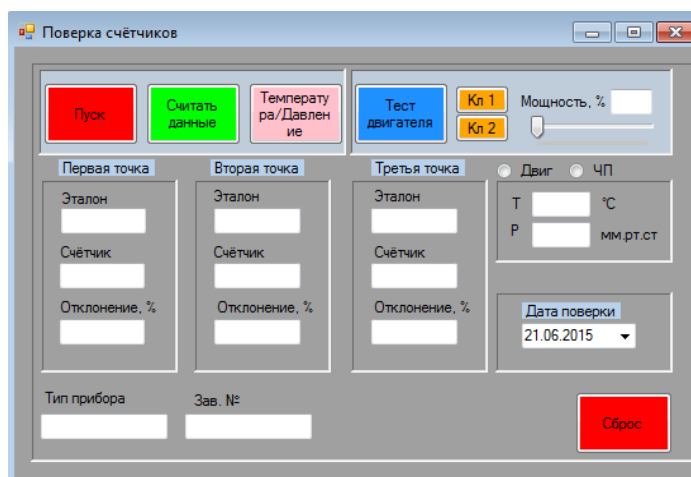 Поверка счётчиков
Пуск
Считать
данные
Температу
ра/Давлен
ие
Тест
двигателя
Кл 1
Кл 2
Мощность, %
Первая точка
Вторая точка
Третья точка
Двиг
ЧП
Эталон
Эталон
Эталон
T
°C
P
мм.рт.ст
Счётчик
Счётчик
Счётчик
Отклонение, %
Отклонение, %
Отклонение, %
Дата поверки
21.06.2015
Тип прибора
Зав. №
Сброс